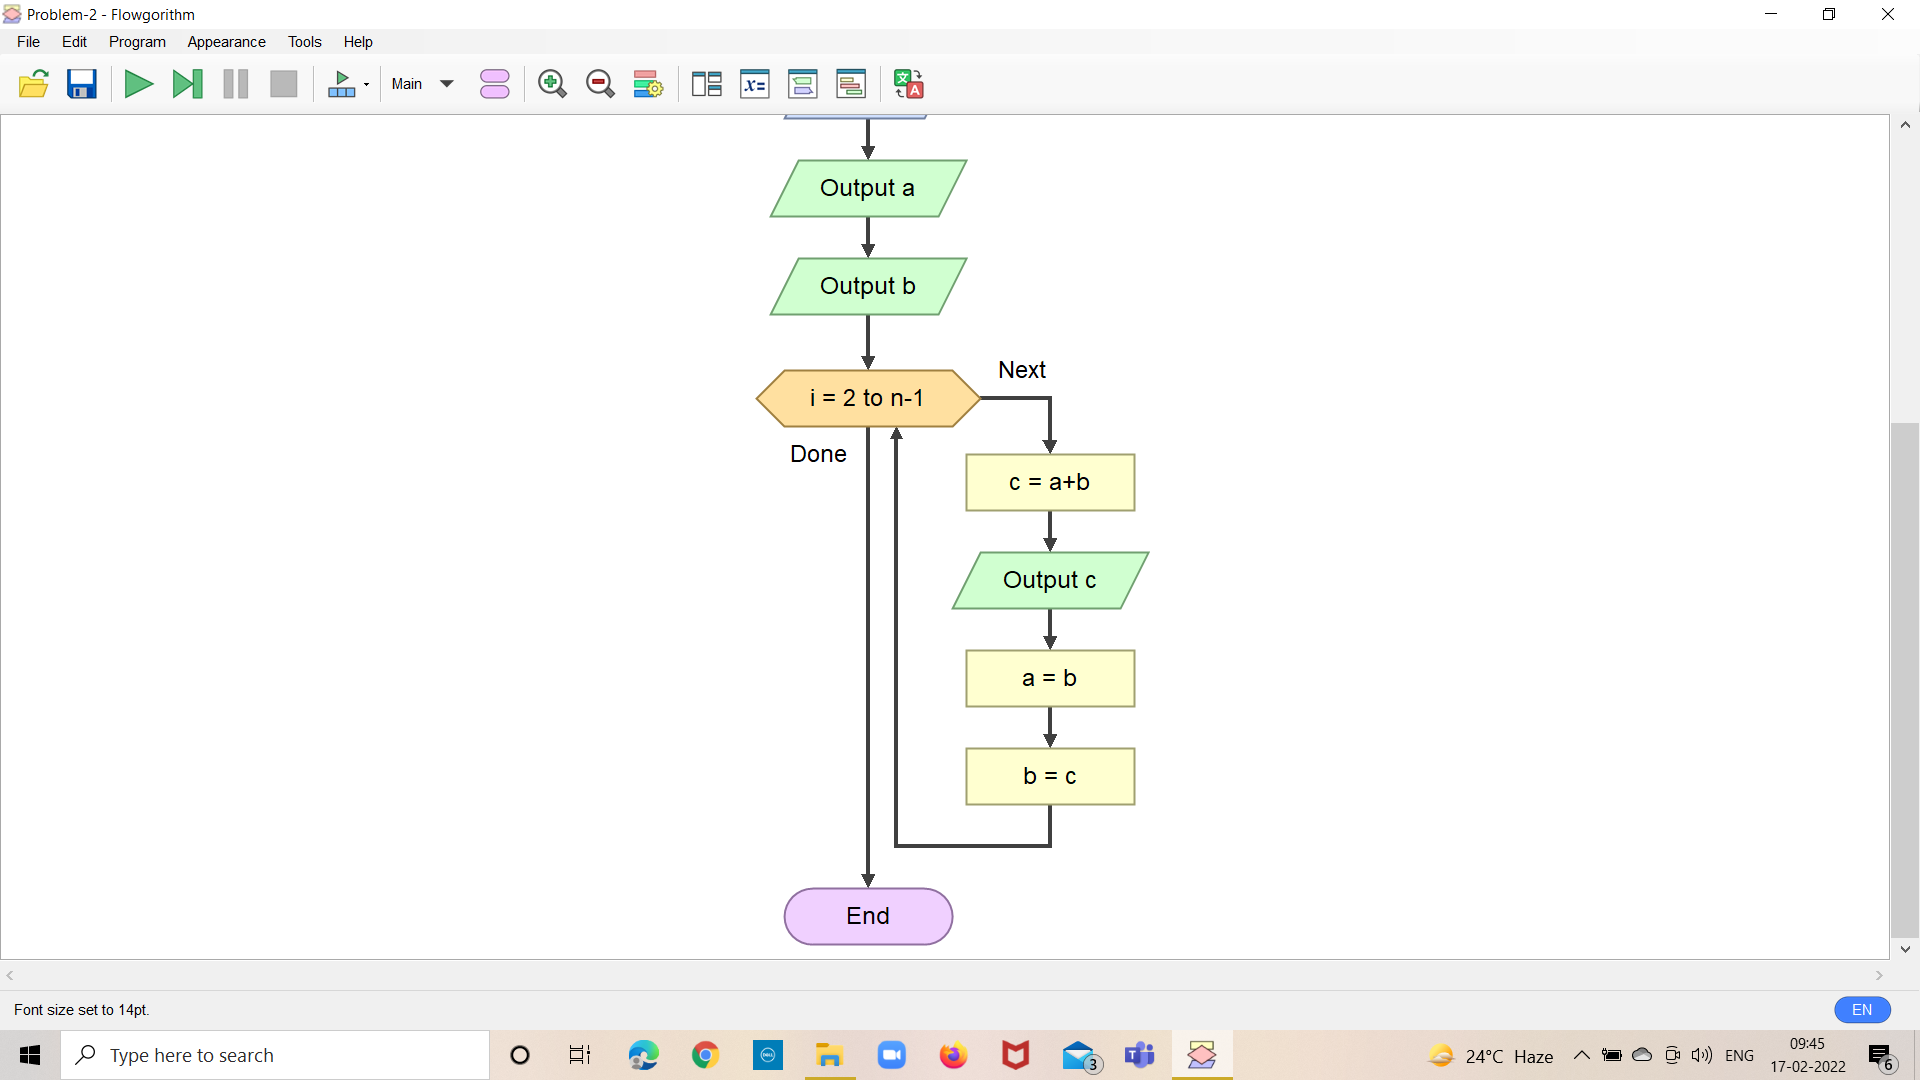 Problem-2 - Flowgorithm
File Edit Program Appearance Tools Help
Main
x=
A
Output a
Output b
Next
i = 2 to n-1
Done
c = a+b
Output c
a = b
b = c
End
Font size set to 14pt.
EN
Type here to search
DELL
3
24°C Haze
ENG
09:45
17-02-2022
6